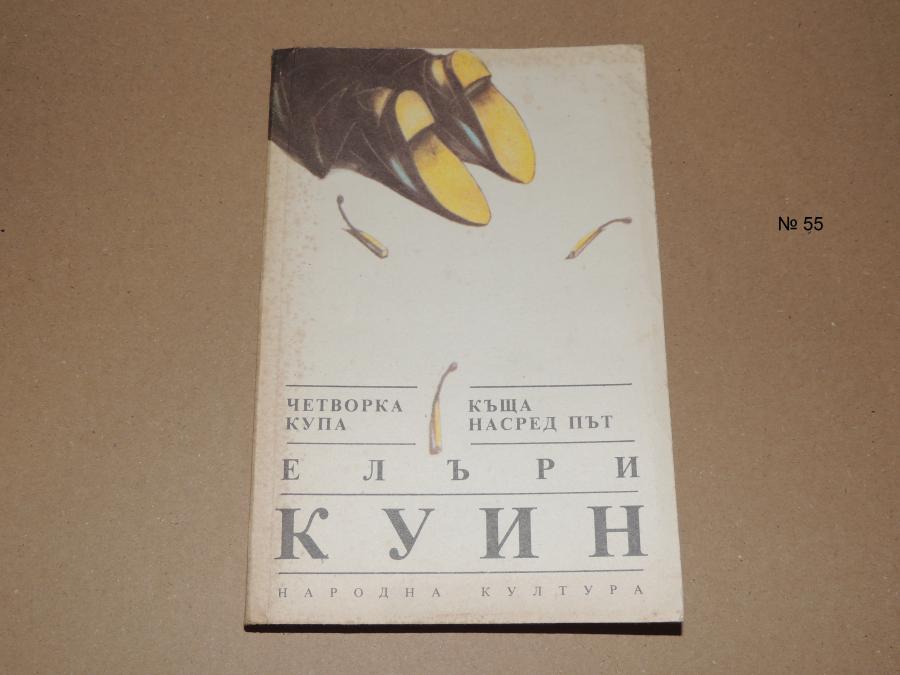 № 55
ЧЕТВОРКА
КУПА
КЪЩА
НАСРЕД ПЪТ
ЕЛЪРИ
КУИН
НАРОДНА КУЛТУРА